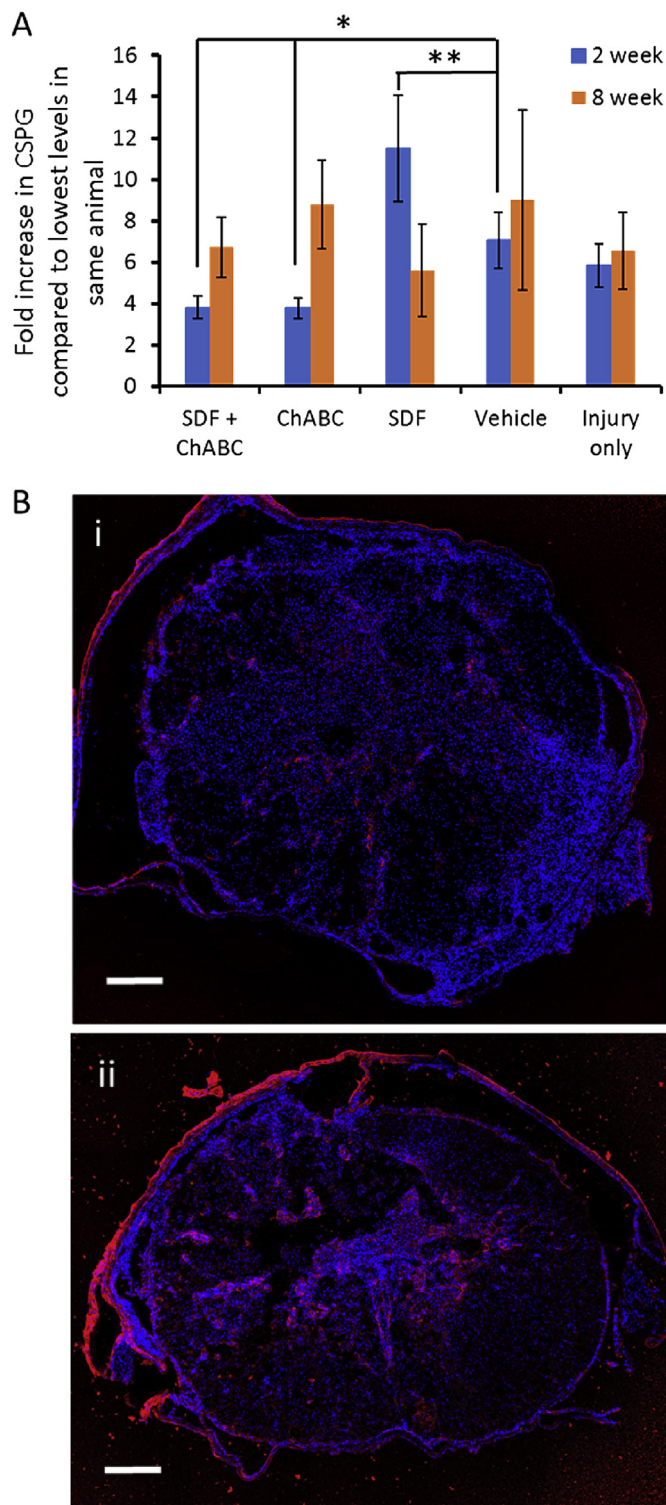 A
*
**
2 week
8 week
Fold increase in CSPG
compared to lowest levels in
same animal
16
14
12
10
8
6
4
2
0
SDF +
ChABC
ChABC
SDF
Vehicle
Injury
only
B
i
ii